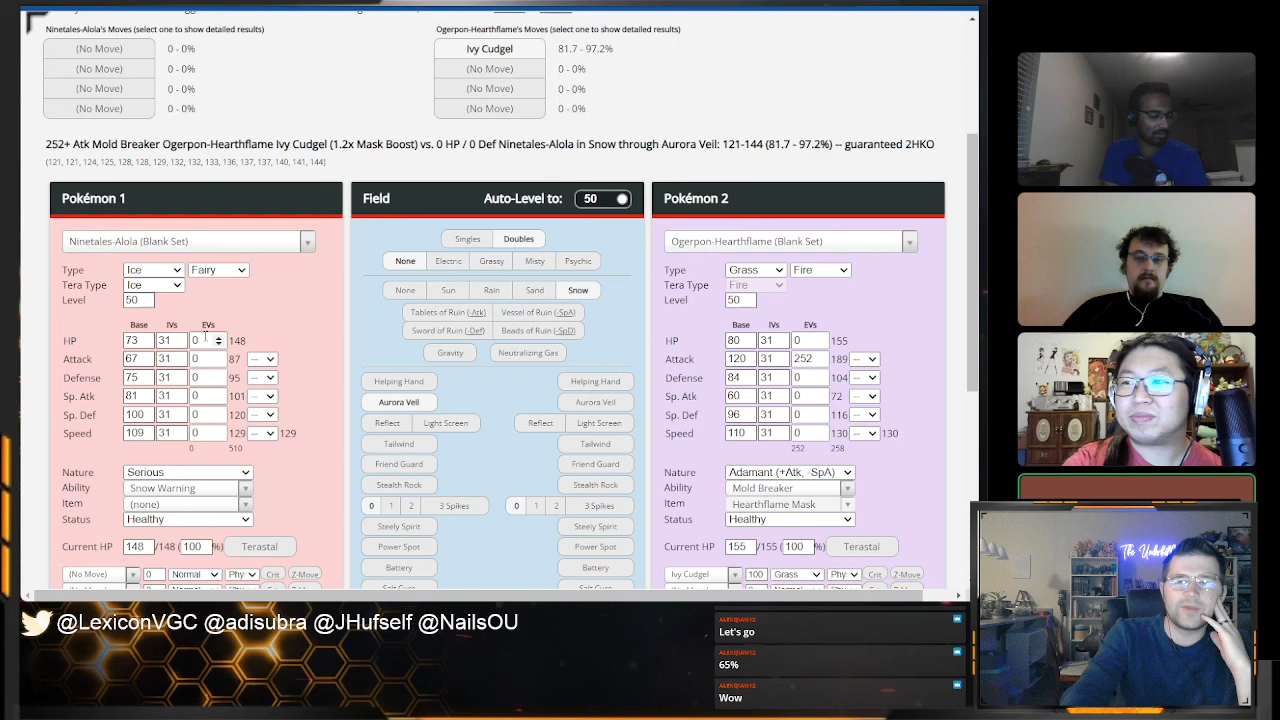 Ninetales-Alola's Moves (select one to show detailed results)
(No Move) 0 - 0%
(No Move) 0 - 0%
(No Move) 0 - 0%
(No Move) 0 - 0%
Ogerpon-Hearthflame's Moves (select one to show detailed results)
Ivy Cudgel 81.7 - 97.2%
(No Move) 0 - 0%
(No Move) 0 - 0%
(No Move) 0 - 0%
252+ Atk Mold Breaker Ogerpon-Hearthflame Ivy Cudgel (1.2x Mask Boost) vs. 0 HP / 0 Def Ninetales-Alola in Snow through Aurora Veil: 121-144 (81.7 - 97.2%) -- guaranteed 2HKO
(121, 121, 124, 125, 128, 128, 129, 132, 132, 133, 136, 137, 137, 140, 141, 144)
Pokémon 1
Ninetales-Alola (Blank Set)
Type Ice Fairy
Tera Type Ice
Level 50
Base IVs EVs
HP 73 31 0 148
Attack 67 31 0 87 --
Defense 75 31 0 95 --
Sp. Atk 81 31 0 101 --
Sp. Def 100 31 0 120 --
Speed 109 31 0 129 -- 129
0 510
Nature Serious
Ability Snow Warning
Item (none)
Status Healthy
Current HP 148 /148 ( 100 %) Terastal
(No Move) 0 Normal Phy: Crit Z-Move
Field Auto-Level to: 50
Singles Doubles
None Electric Grassy Misty Psychic
None Sun Rain Sand Snow
Tablets of Ruin (-Atk) Vessel of Ruin (-SpA)
Sword of Ruin (-Def) Beads of Ruin (-SpD)
Gravity Neutralizing Gas
Helping Hand Helping Hand
Aurora Veil Aurora Veil
Reflect Light Screen Reflect Light Screen
Tailwind Tailwind
Friend Guard Friend Guard
Stealth Rock Stealth Rock
0 1 2 3 Spikes 0 1 2 3 Spikes
Steely Spirit Steely Spirit
Power Spot Power Spot
Battery Battery
Salt Cure Salt Cure
Pokémon 2
Ogerpon-Hearthflame (Blank Set)
Type Grass Fire
Tera Type Fire
Level 50
Base IVs EVs
HP 80 31 0 155
Attack 120 31 252 189 --
Defense 84 31 0 104 --
Sp. Atk 60 31 0 72 --
Sp. Def 96 31 0 116 --
Speed 110 31 0 130 -- 130
252 258
Nature Adamant (+Atk, -SpA)
Ability Mold Breaker
Item Hearthflame Mask
Status Healthy
Current HP 155 /155 ( 100 %) Terastal
Ivy Cudgel 100 Grass Phy: Crit Z-Move
@LexiconVGC @adisubra @JHufself @NailsOU
ALEXQIAN12
Let's go
ALEXQIAN12
65%
ALEXQIAN12
Wow